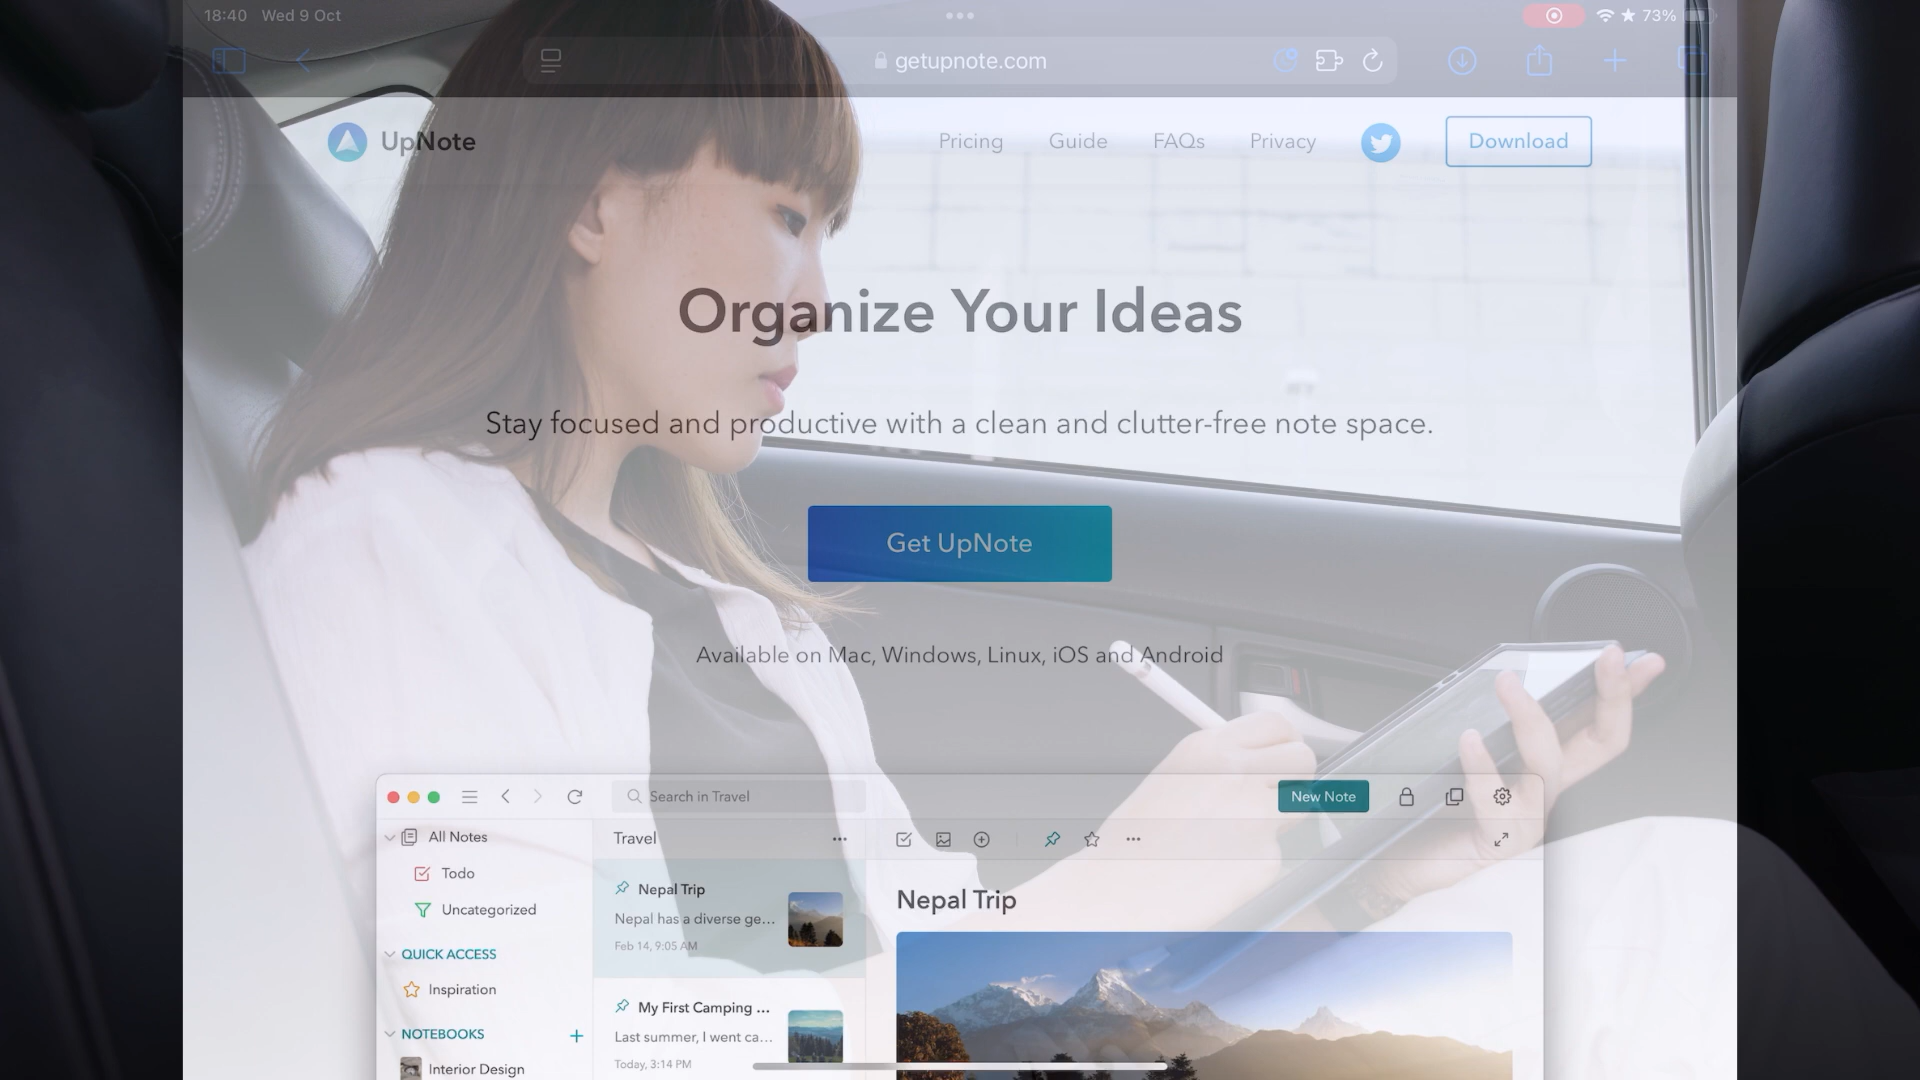 18:40 Wed 9 Oct
73%
getupnote.com
UpNote
Pricing
Guide
FAQs
Privacy
Download
Organize Your Ideas
Stay focused and productive with a clean and clutter-free note space.
Get UpNote
Available on Mac, Windows, Linux, iOS and Android
Search in Travel
New Note
All Notes
Todo
Uncategorized
QUICK ACCESS
Inspiration
NOTEBOOKS
Interior Design
Travel
Nepal Trip
Nepal has a diverse ge...
Feb 14, 9:05 AM
My First Camping ...
Last summer, I went ca...
Today, 3:14 PM
Nepal Trip